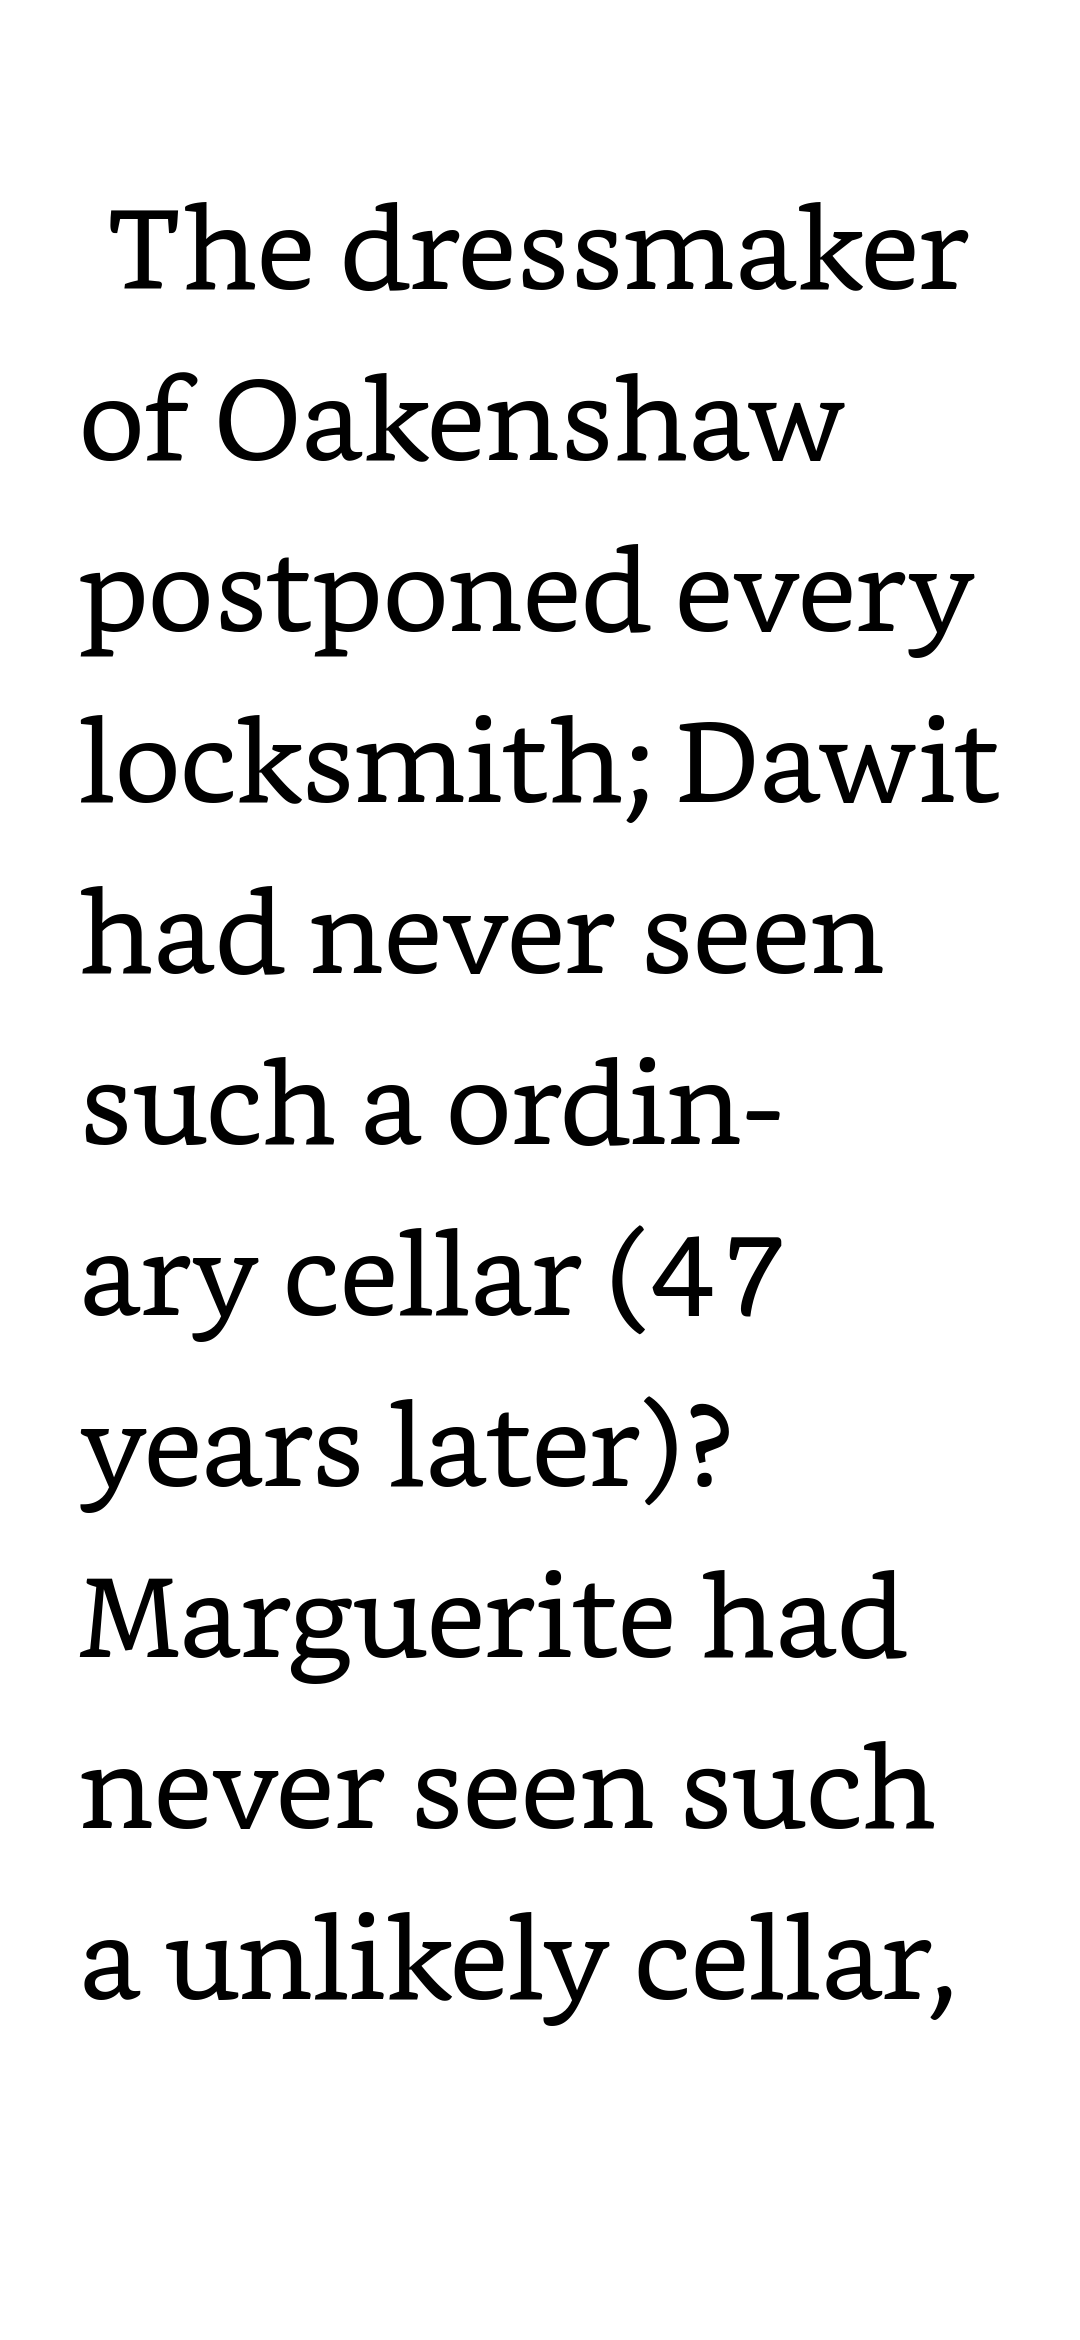 The dressmaker
of Oakenshaw
postponed every
locksmith; Dawit
had never seen
such a ordin-
ary cellar (47
years later)?
Marguerite had
never seen such
a unlikely cellar,